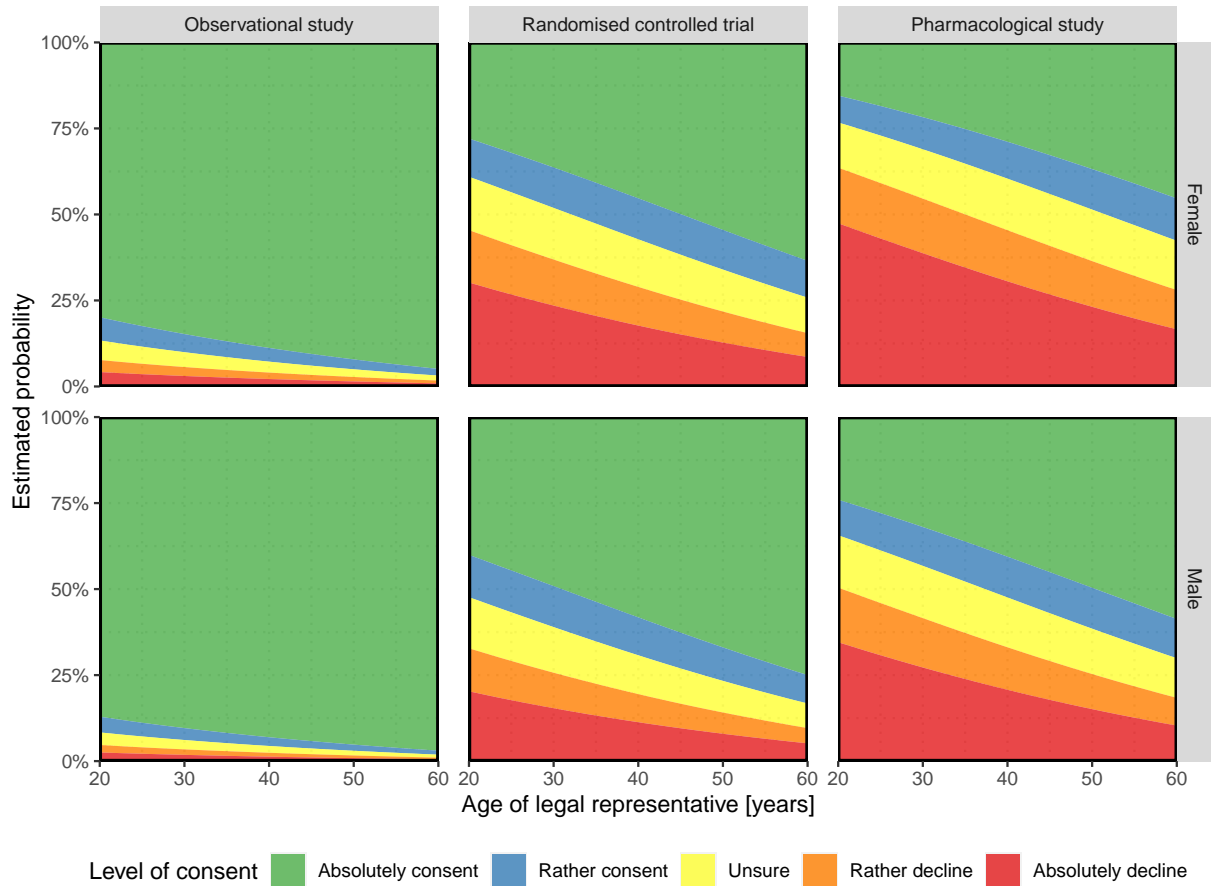 Observational study
Randomised controlled trial
Pharmacological study
100%
75%
50%
25%
0%
Female
100%
75%
50%
25%
0%
Male
Estimated probability
20 30 40 50 60
20 30 40 50 60
20 30 40 50 60
Age of legal representative [years]
Level of consent Absolutely consent Rather consent Unsure Rather decline Absolutely decline